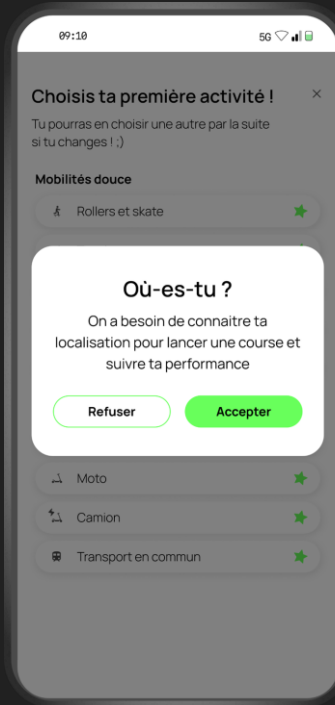 09:10
5G
Choisis ta première activité !
Tu pourras en choisir une autre par la suite
si tu changes ! ;)
Mobilités douce
Rollers et skate
Où-es-tu ?
On a besoin de connaitre ta
localisation pour lancer une course et
suivre ta performance
Refuser
Accepter
Moto
Camion
Transport en commun